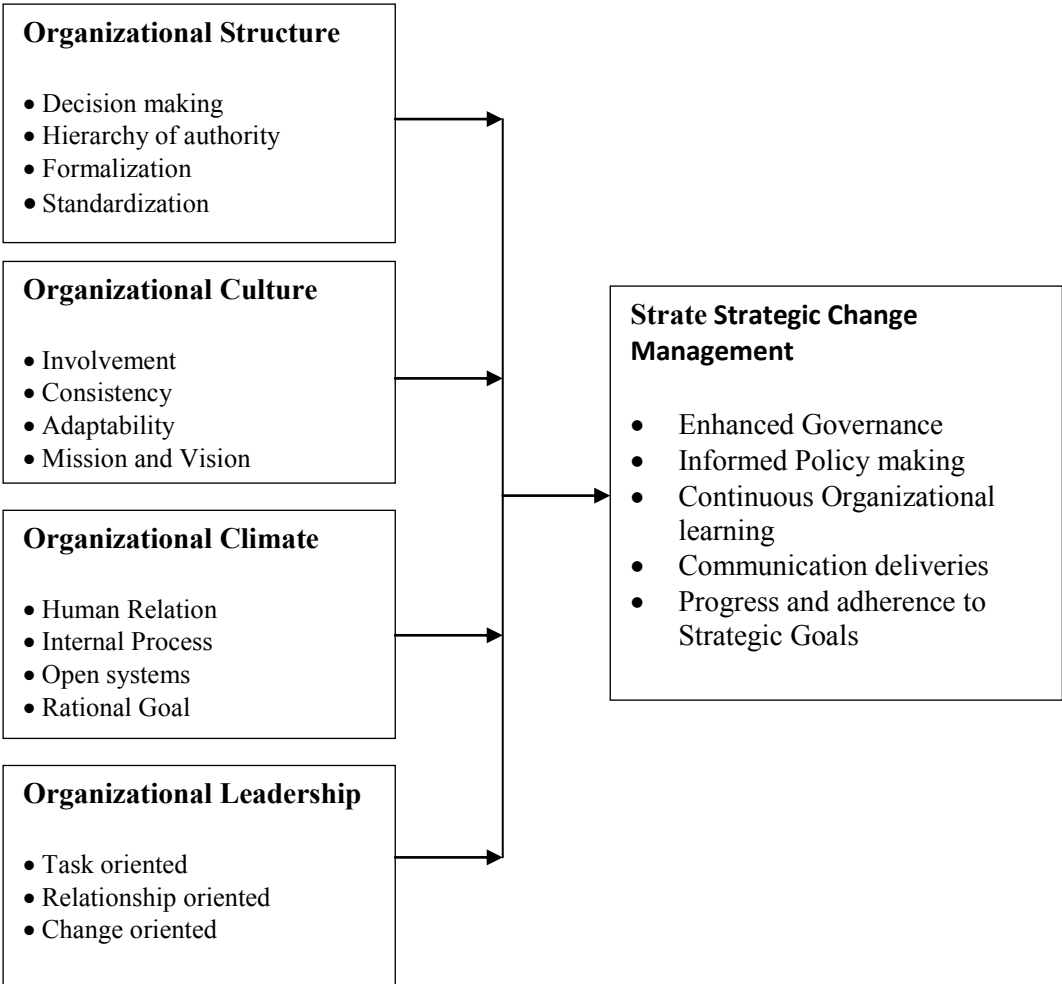 Organizational Structure
• Decision making
• Hierarchy of authority
• Formalization
• Standardization
Organizational Culture
• Involvement
• Consistency
• Adaptability
• Mission and Vision
Organizational Climate
• Human Relation
• Internal Process
• Open systems
• Rational Goal
Organizational Leadership
• Task oriented
• Relationship oriented
• Change oriented
Strate Strategic Change
Management
• Enhanced Governance
• Informed Policy making
• Continuous Organizational
learning
• Communication deliveries
• Progress and adherence to
Strategic Goals